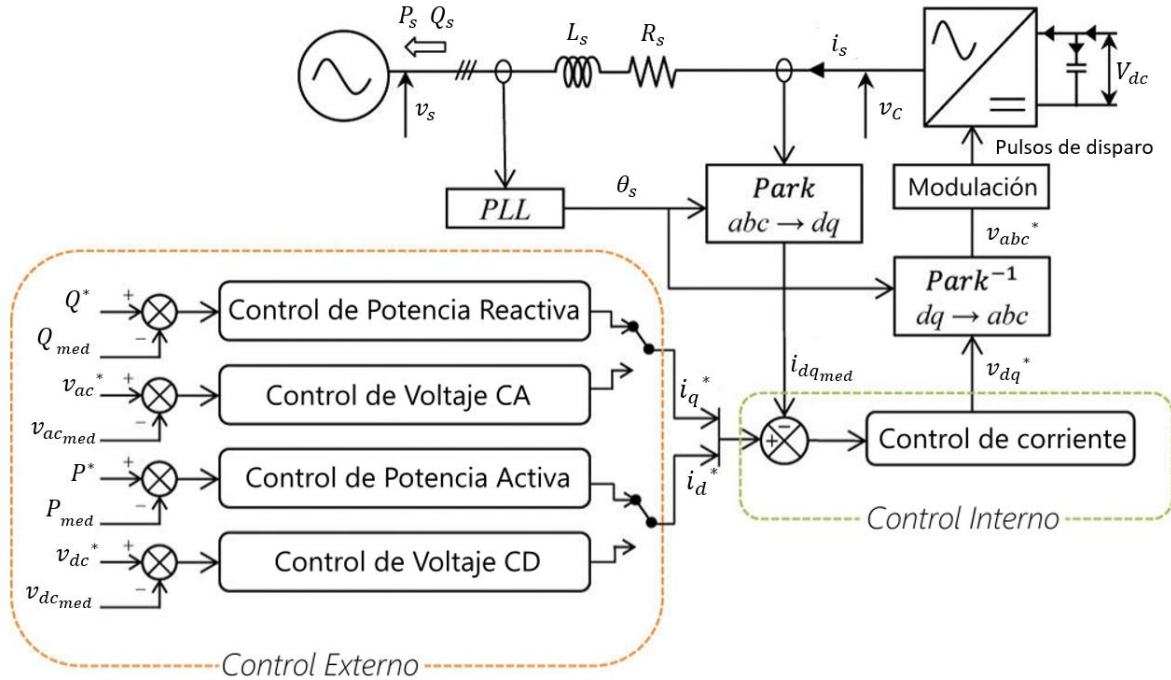 P_s Q_s
L_s
R_s
i_s
V_dc
v_s
v_C
Pulsos de disparo
PLL
θ_s
Park
abc → dq
Modulación
v_abc*
Park⁻¹
dq → abc
Q* + Control de Potencia Reactiva
Q_med −
v_ac* + Control de Voltaje CA
v_ac_med −
P* + Control de Potencia Activa
P_med −
v_dc* + Control de Voltaje CD
v_dc_med −
i_q*
i_d*
i_dq_med
v_dq*
+ −
Control de corriente
Control Interno
Control Externo